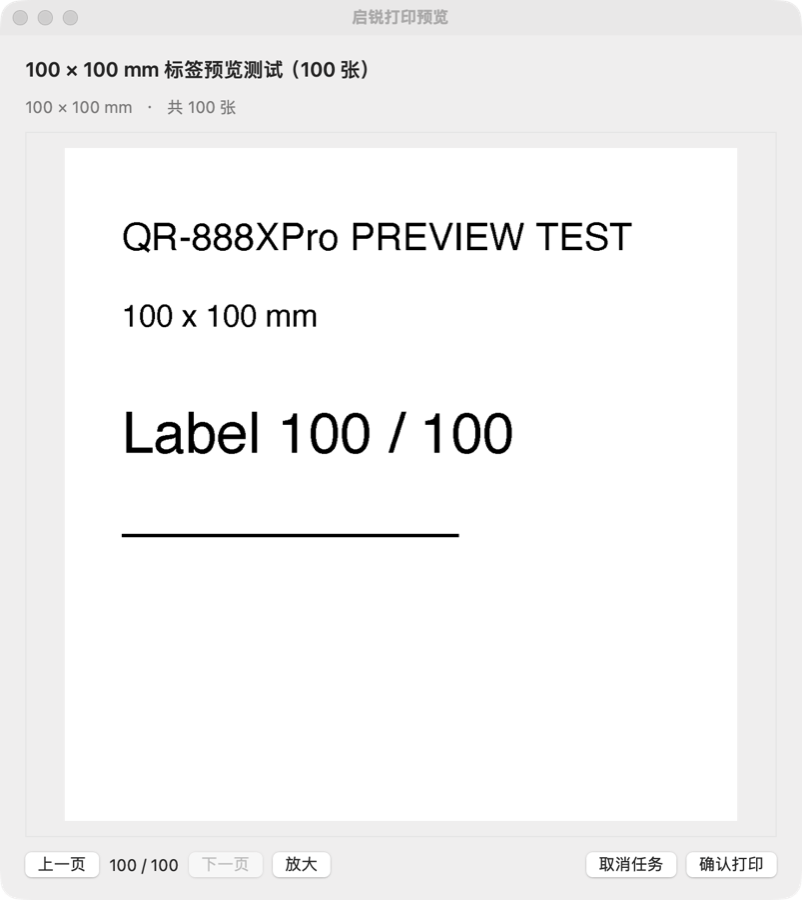 启锐打印预览
100 × 100 mm 标签预览测试（100 张）
100 × 100 mm · 共 100 张
QR-888XPro PREVIEW TEST
100 x 100 mm
Label 100 / 100
上一页 100 / 100 下一页 放大 取消任务 确认打印